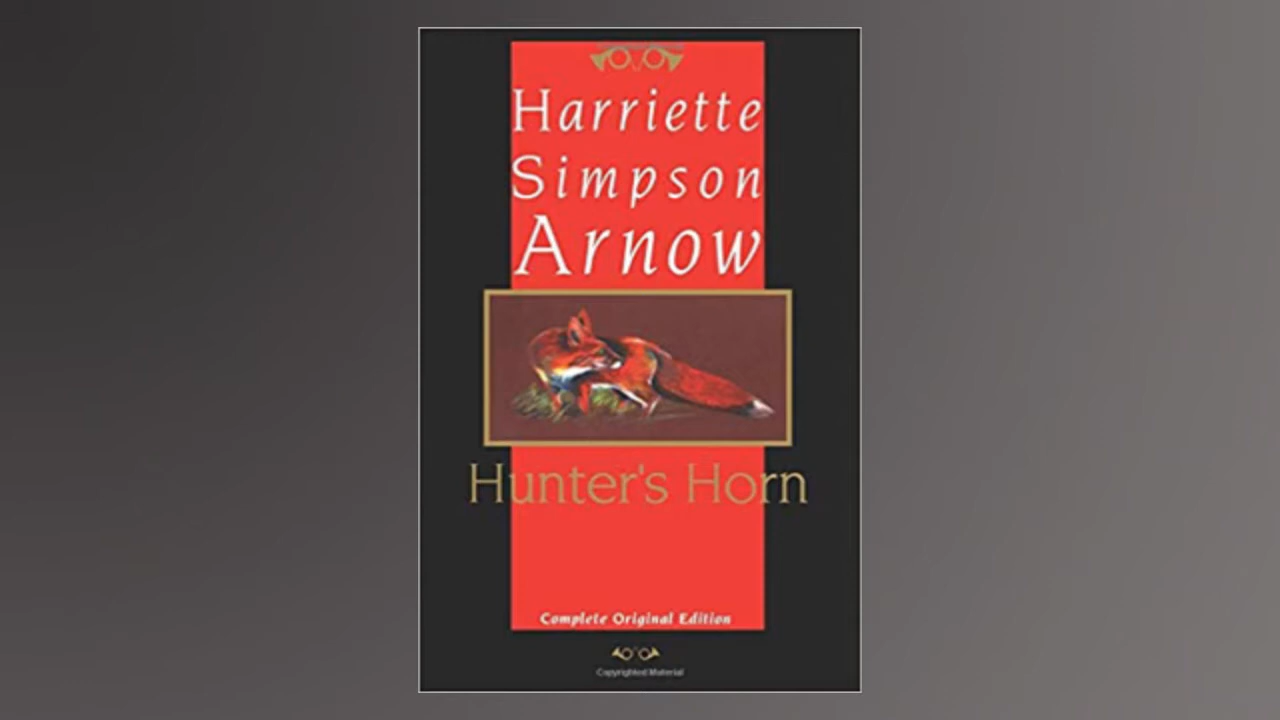 Harriette
Simpson
Arnow
Hunter's Horn
Complete Original Edition
Copyrighted Material